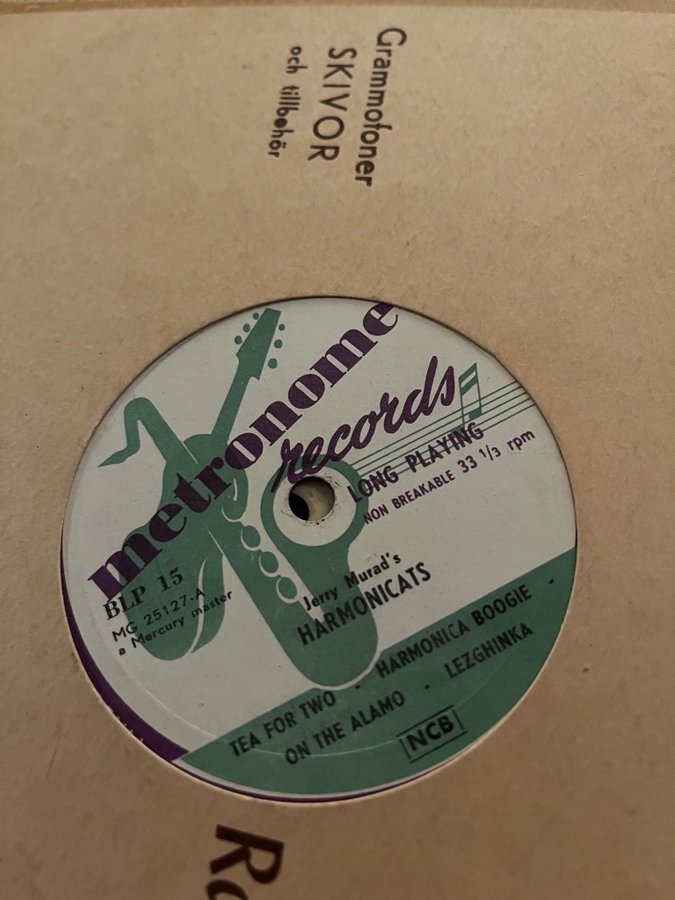 Grammofoner
SKIVOR
och tillbehör
metronome
records
LONG PLAYING
NON BREAKABLE 33 1/3 rpm
BLP 15
MG 25127-A
a Mercury master
Jerry Murad's
HARMONICATS
TEA FOR TWO · HARMONICA BOOGIE ·
ON THE ALAMO · LEZGHINKA
NCB